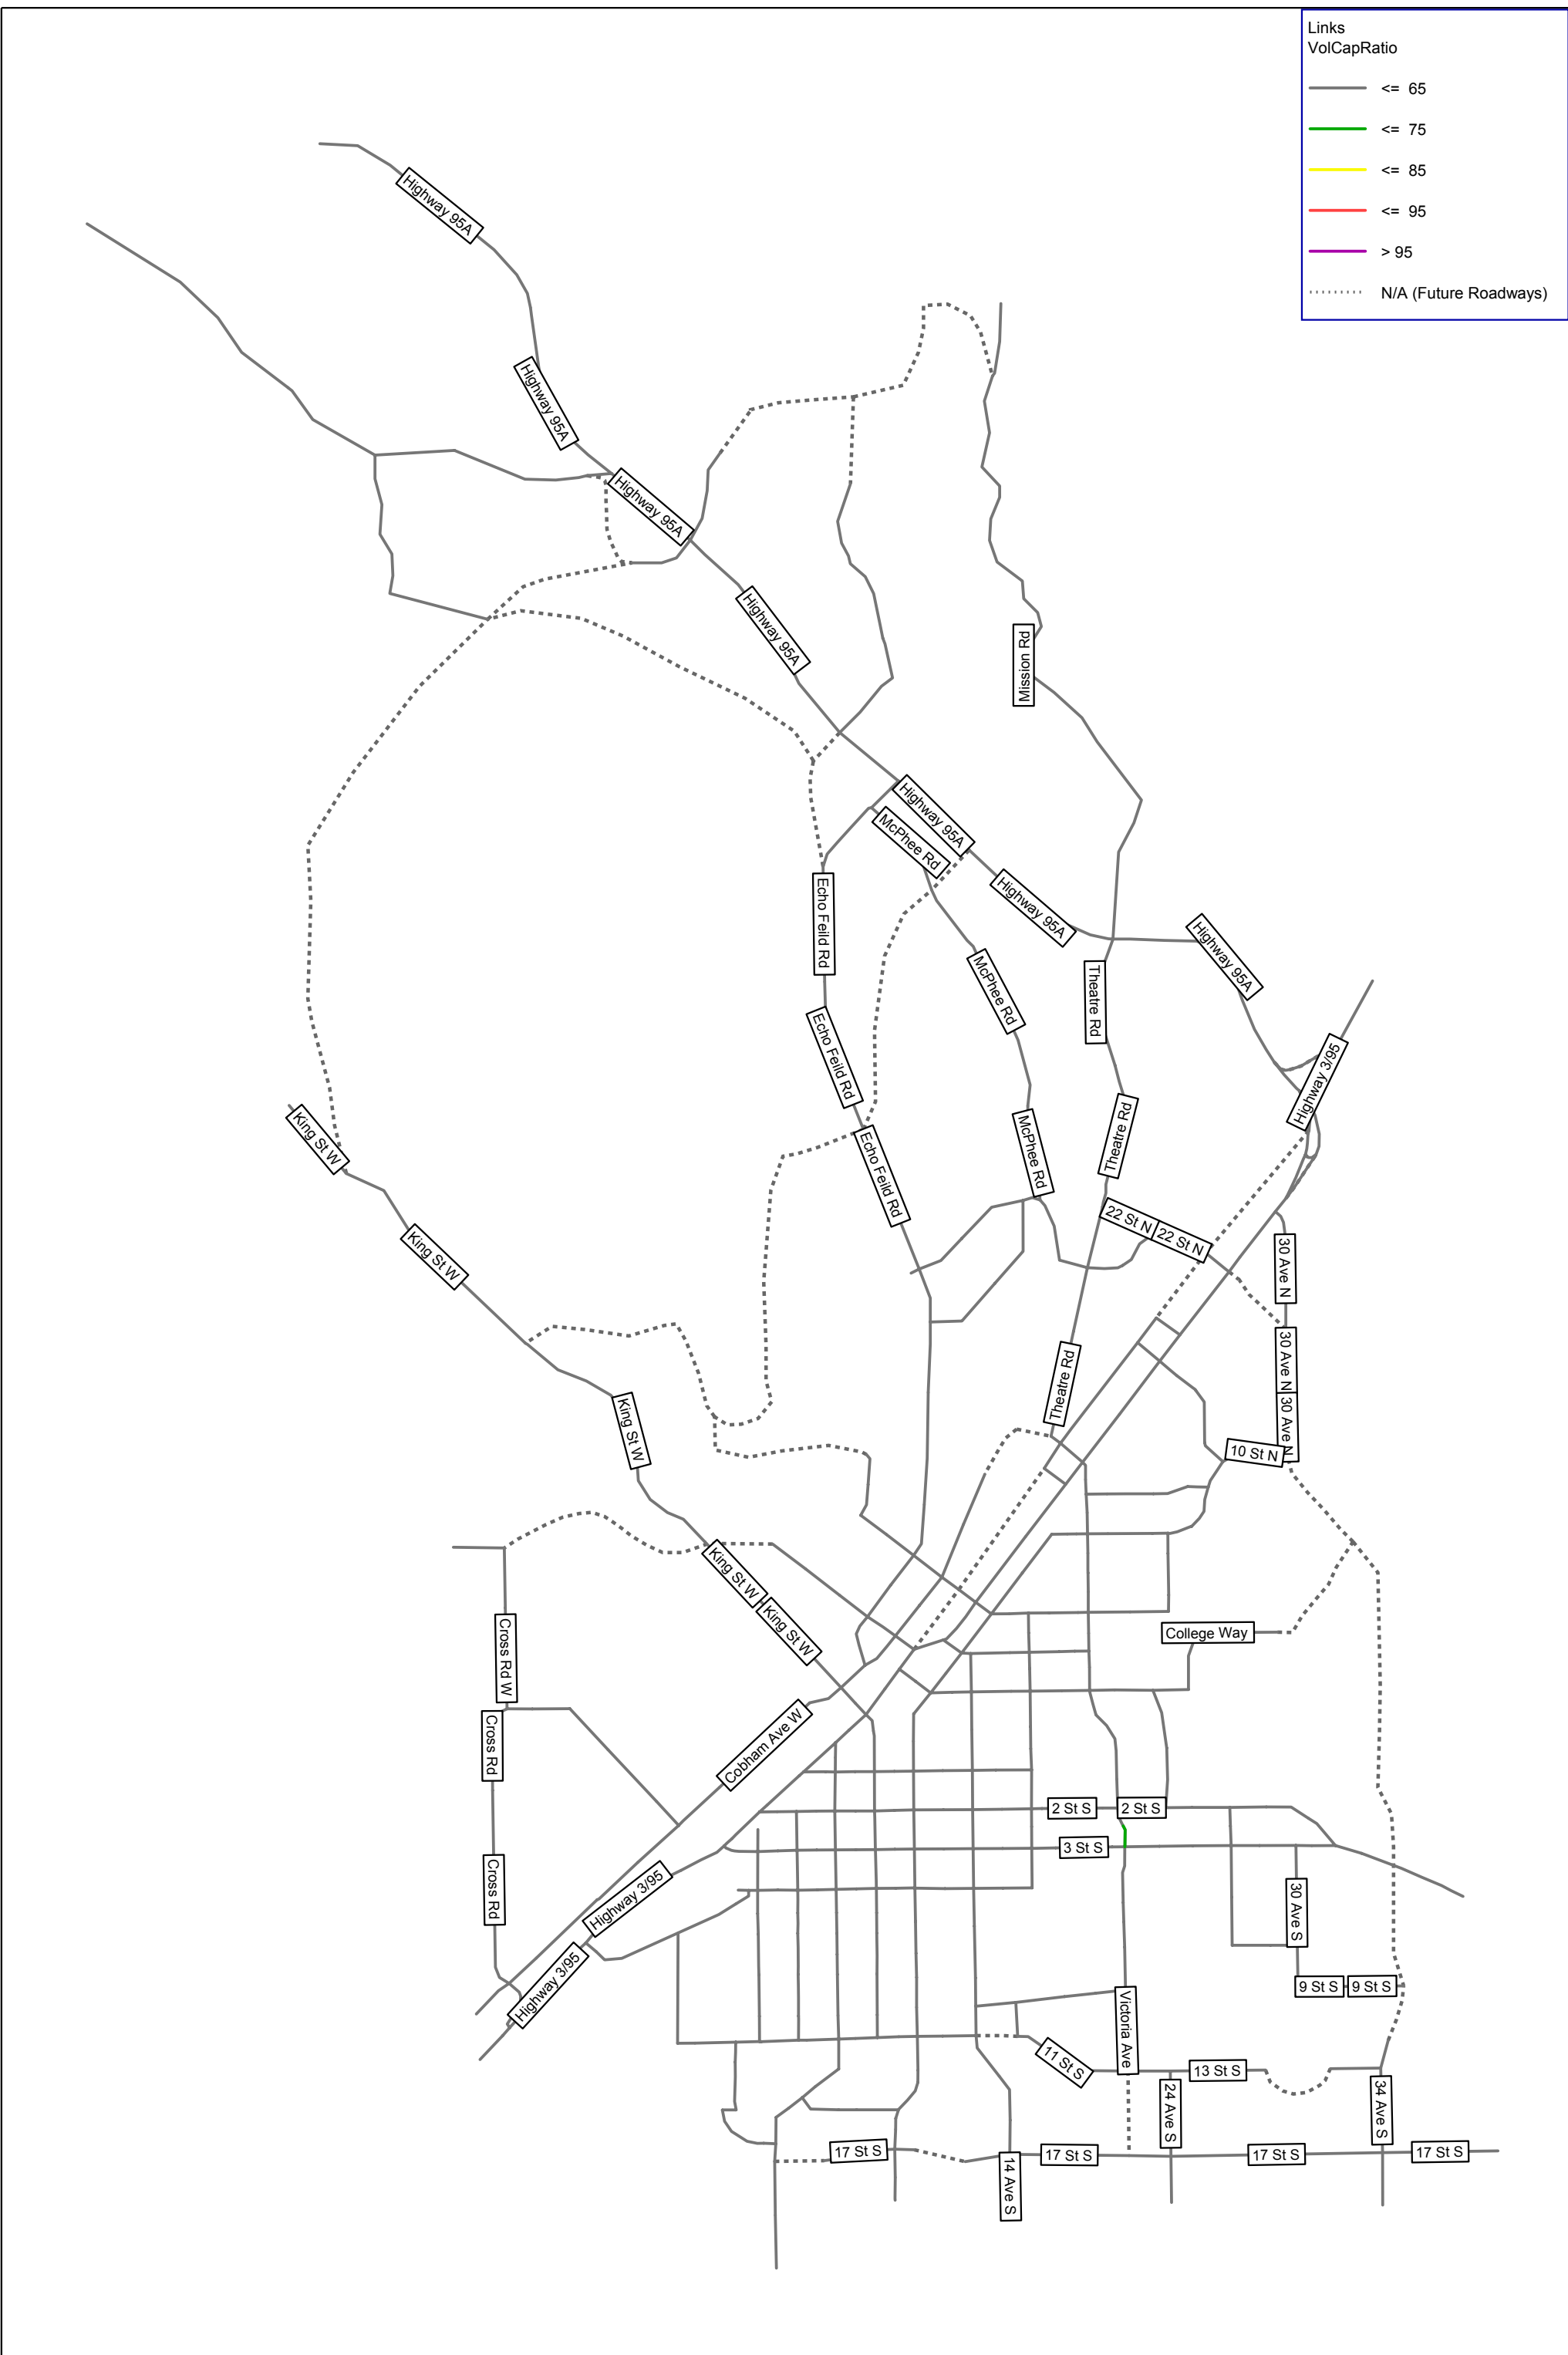 Links
VolCapRatio
<= 65
<= 75
<= 85
<= 95
> 95
N/A (Future Roadways)
Highway 95A
Highway 95A
Highway 95A
Highway 95A
Mission Rd
Highway 95A
McPhee Rd
Highway 95A
Echo Feild Rd
Highway 95A
McPhee Rd
Theatre Rd
Echo Feild Rd
Highway 3/95
King St W
McPhee Rd
Theatre Rd
Echo Feild Rd
22 St N
22 St N
King St W
30 Ave N
30 Ave N
Theatre Rd
King St W
30 Ave N
10 St N
King St W
King St W
Cross Rd W
College Way
Cross Rd
Cobham Ave W
2 St S
2 St S
3 St S
Cross Rd
Highway 3/95
30 Ave S
Highway 3/95
9 St S
9 St S
Victoria Ave
11 St S
13 St S
24 Ave S
34 Ave S
17 St S
17 St S
17 St S
17 St S
14 Ave S